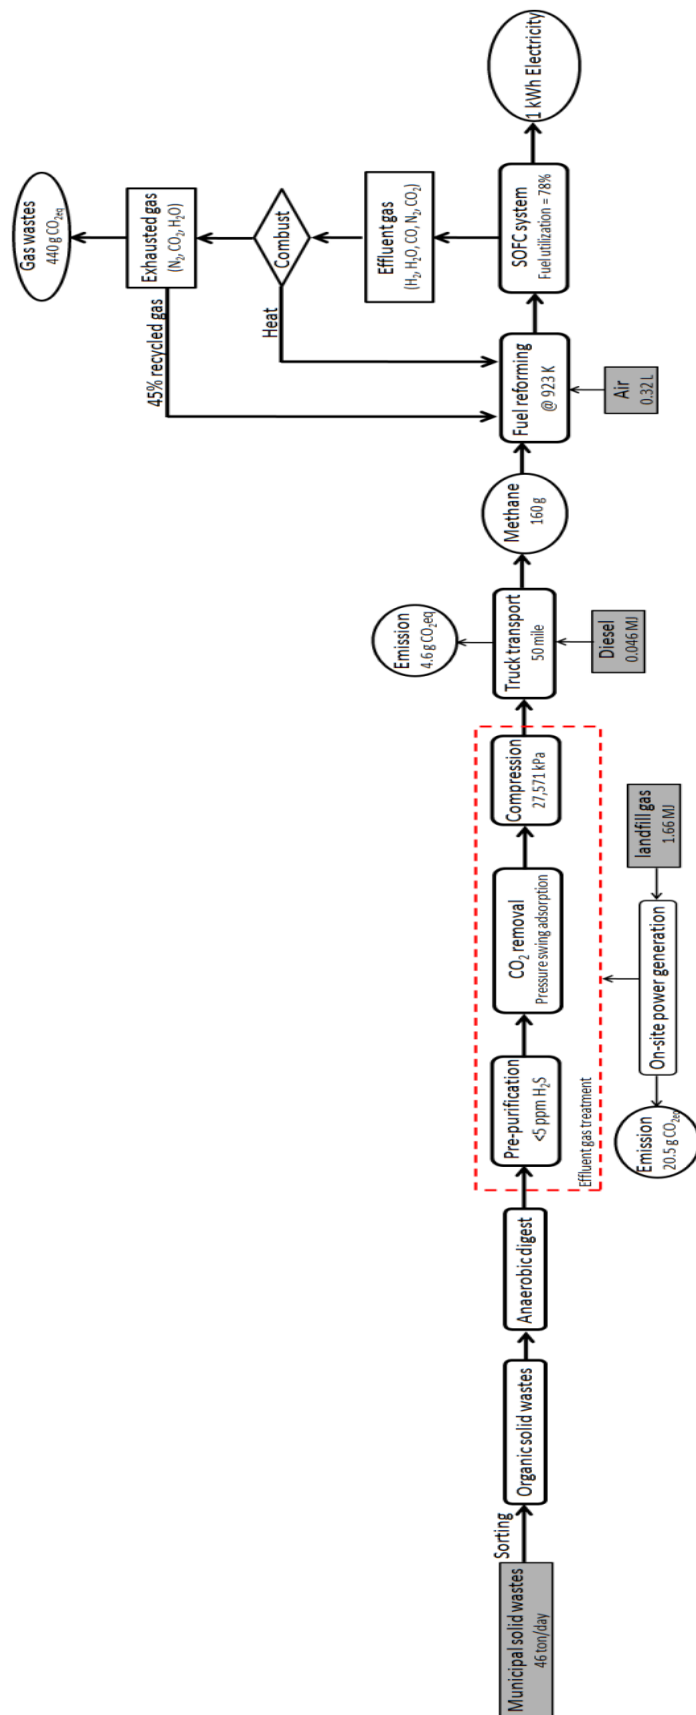 Municipal solid wastes
46 ton/day
Sorting
Organic solid wastes
Anaerobic digest
Pre-purification
<5 ppm H₂S
CO₂ removal
Pressure swing adsorption
Compression
27,571 kPa
Effluent gas treatment
Emission
20.5 g CO₂eq
On-site power generation
landfill gas
1.66 MJ
Truck transport
50 mile
Emission
4.6 g CO₂eq
Diesel
0.046 MJ
Methane
160 g
Fuel reforming
@ 923 K
Air
0.32 L
SOFC system
Fuel utilization = 78%
1 kWh Electricity
Effluent gas
(H₂, H₂O, CO, N₂, CO₂)
Combust
Heat
Exhausted gas
(N₂, CO₂, H₂O)
45% recycled gas
Gas wastes
440 g CO₂eq